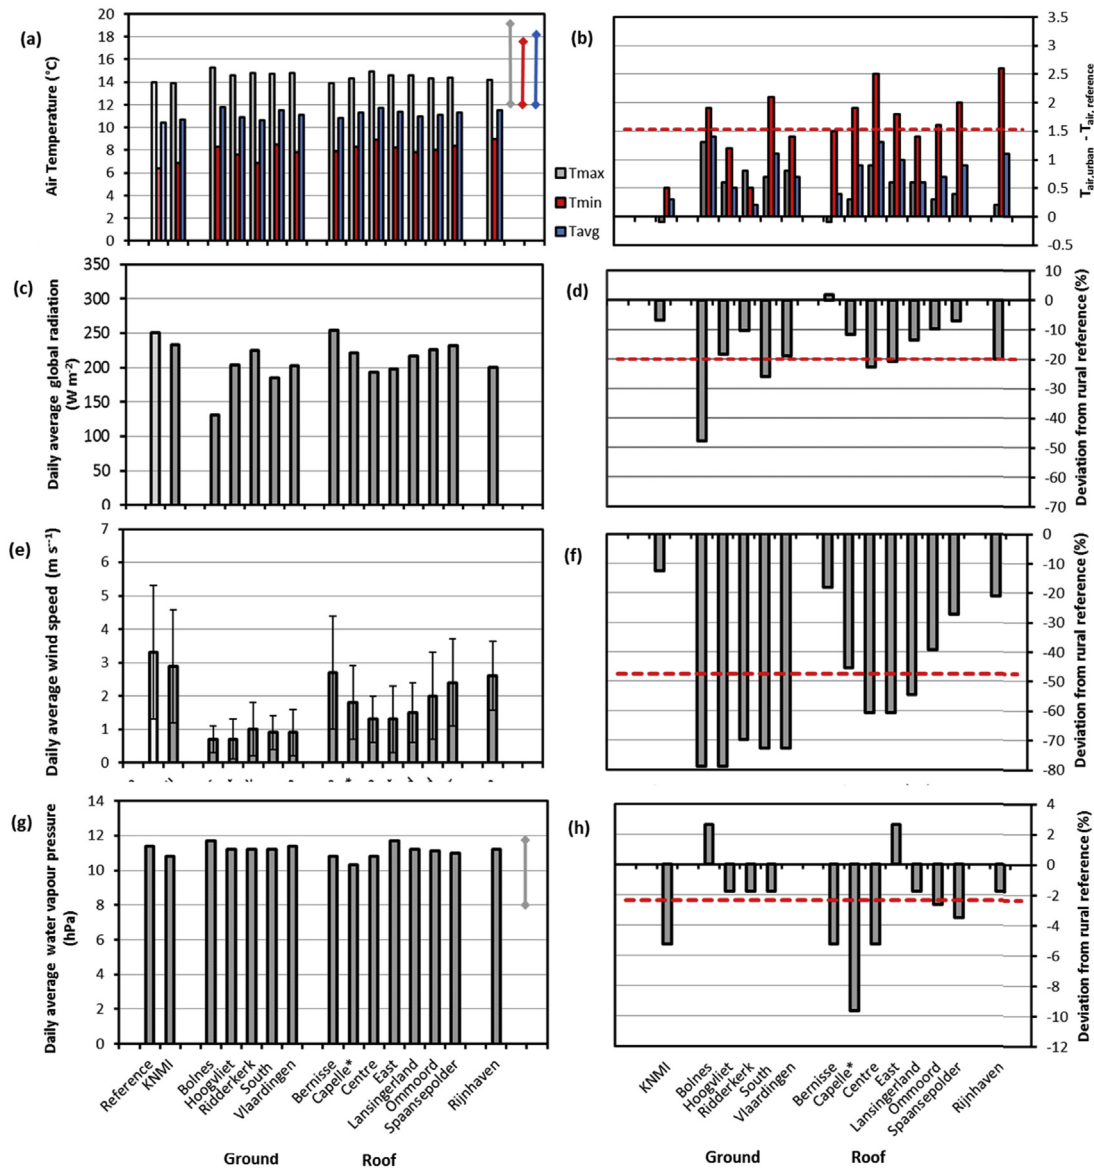 (a)
Air Temperature (°C)
20
18
16
14
12
10
8
6
4
2
0
Tmax
Tmin
Tavg
(b)
3.5
3
2.5
2
1.5
1
0.5
0
-0.5
Tair,urban - Tair, reference
(c)
Daily average global radiation
(W m-2)
350
300
250
200
150
100
50
0
(d)
10
0
-10
-20
-30
-40
-50
-60
-70
Deviation from rural reference (%)
(e)
Daily average wind speed (m s−1)
7
6
5
4
3
2
1
0
(f)
-0
-10
-20
-30
-40
-50
-60
-70
-80
Deviation from rural reference (%)
(g)
Daily average water vapour pressure
(hPa)
14
12
10
8
6
4
2
0
(h)
4
2
0
-2
-4
-6
-8
-10
-12
Deviation from rural reference (%)
Reference
KNMI
Bolnes
Hoogvliet
Ridderkerk
South
Vlaardingen
Bernisse
Capelle*
Centre
East
Lansingerland
Ommoord
Spaansepolder
Rijnhaven
Ground
Roof
KNMI
Bolnes
Hoogvliet
Ridderkerk
South
Vlaardingen
Bernisse
Capelle*
Centre
East
Lansingerland
Ommoord
Spaansepolder
Rijnhaven
Ground
Roof